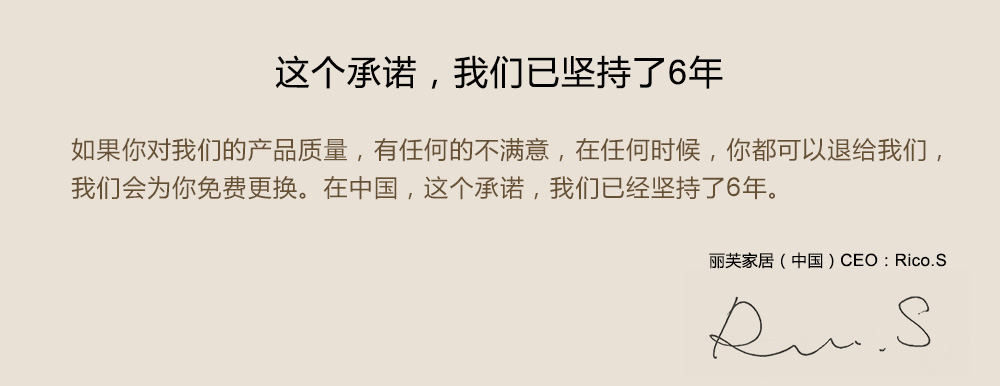 这个承诺，我们已坚持了6年
如果你对我们的产品质量，有任何的不满意，在任何时候，你都可以退给我们，
我们会为你免费更换。在中国，这个承诺，我们已经坚持了6年。
丽芙家居（中国）CEO：Rico.S
Rico.S